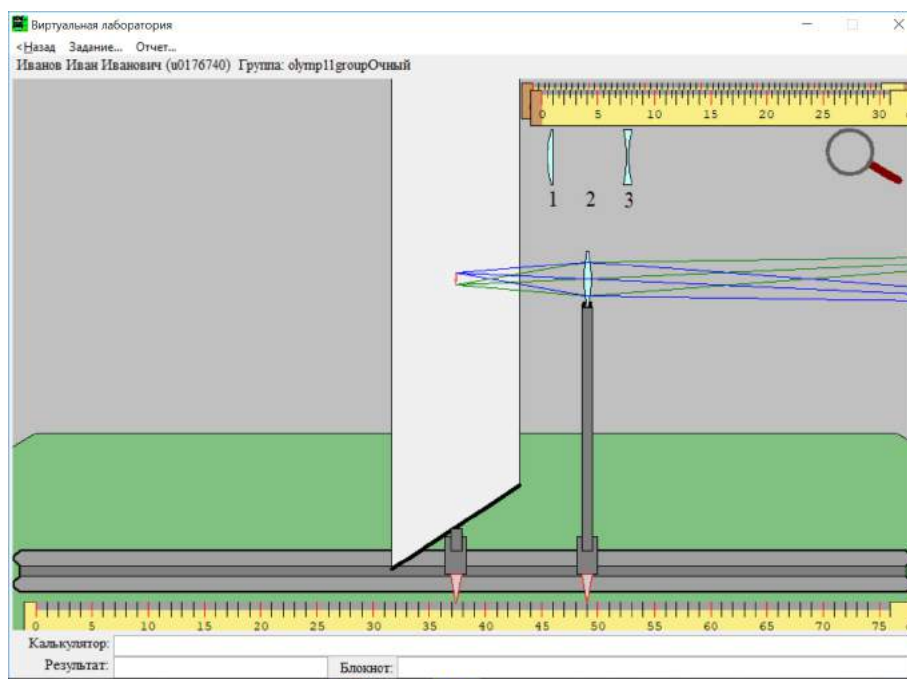 Виртуальная лаборатория
<Назад Задание... Отчет...
Иванов Иван Иванович (u0176740) Группа: olymp11groupОчный
0 5 10 15 20 25 30
1 2 3
0 5 10 15 20 25 30 35 40 45 50 55 60 65 70 75
Калькулятор:
Результат: Блокнот: